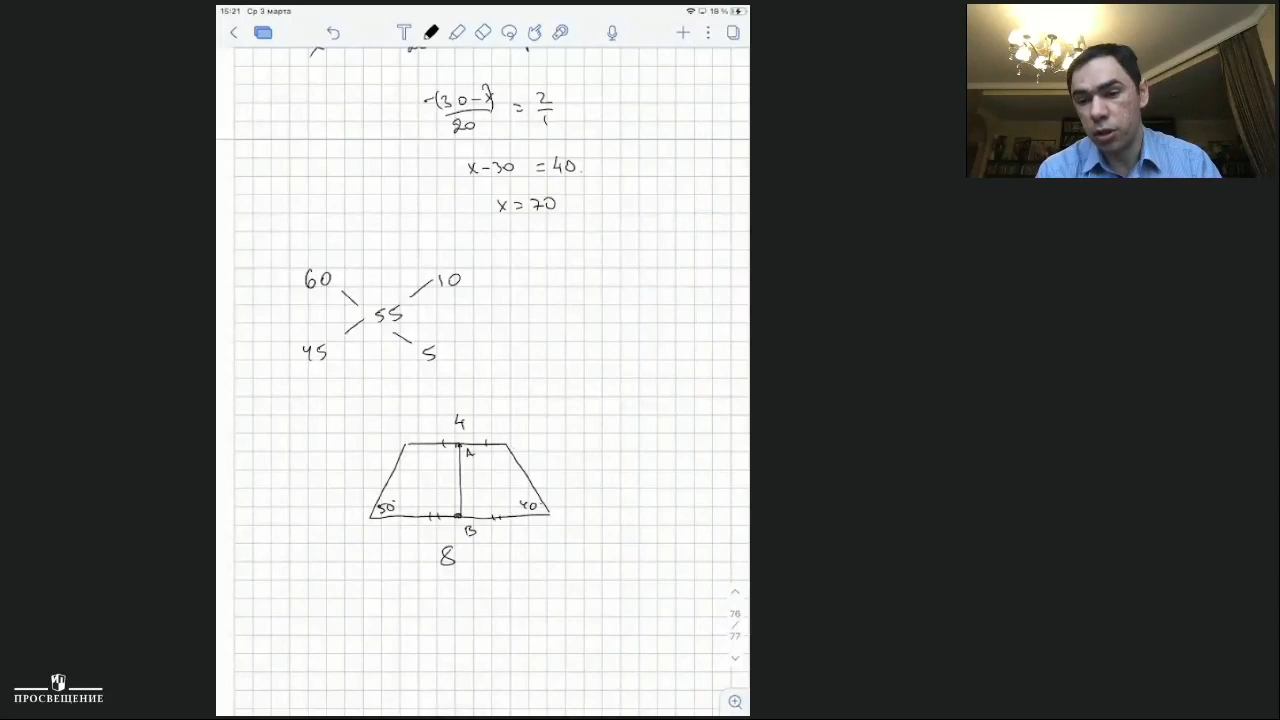 15:21 Ср 3 марта
18 %
-(30-x)/20 = 2/1
x-30 = 40.
x = 70
60 10
55
45 5
4
A
50° 40
B
8
76
77
ПРОСВЕЩЕНИЕ